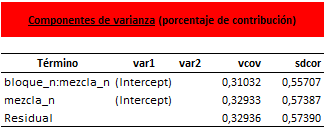 Componentes de varianza (porcentaje de contribución)
Término var1 var2 vcov sdcor
bloque_n:mezcla_n (Intercept) 0,31032 0,55707
mezcla_n (Intercept) 0,32933 0,57387
Residual 0,32936 0,57390